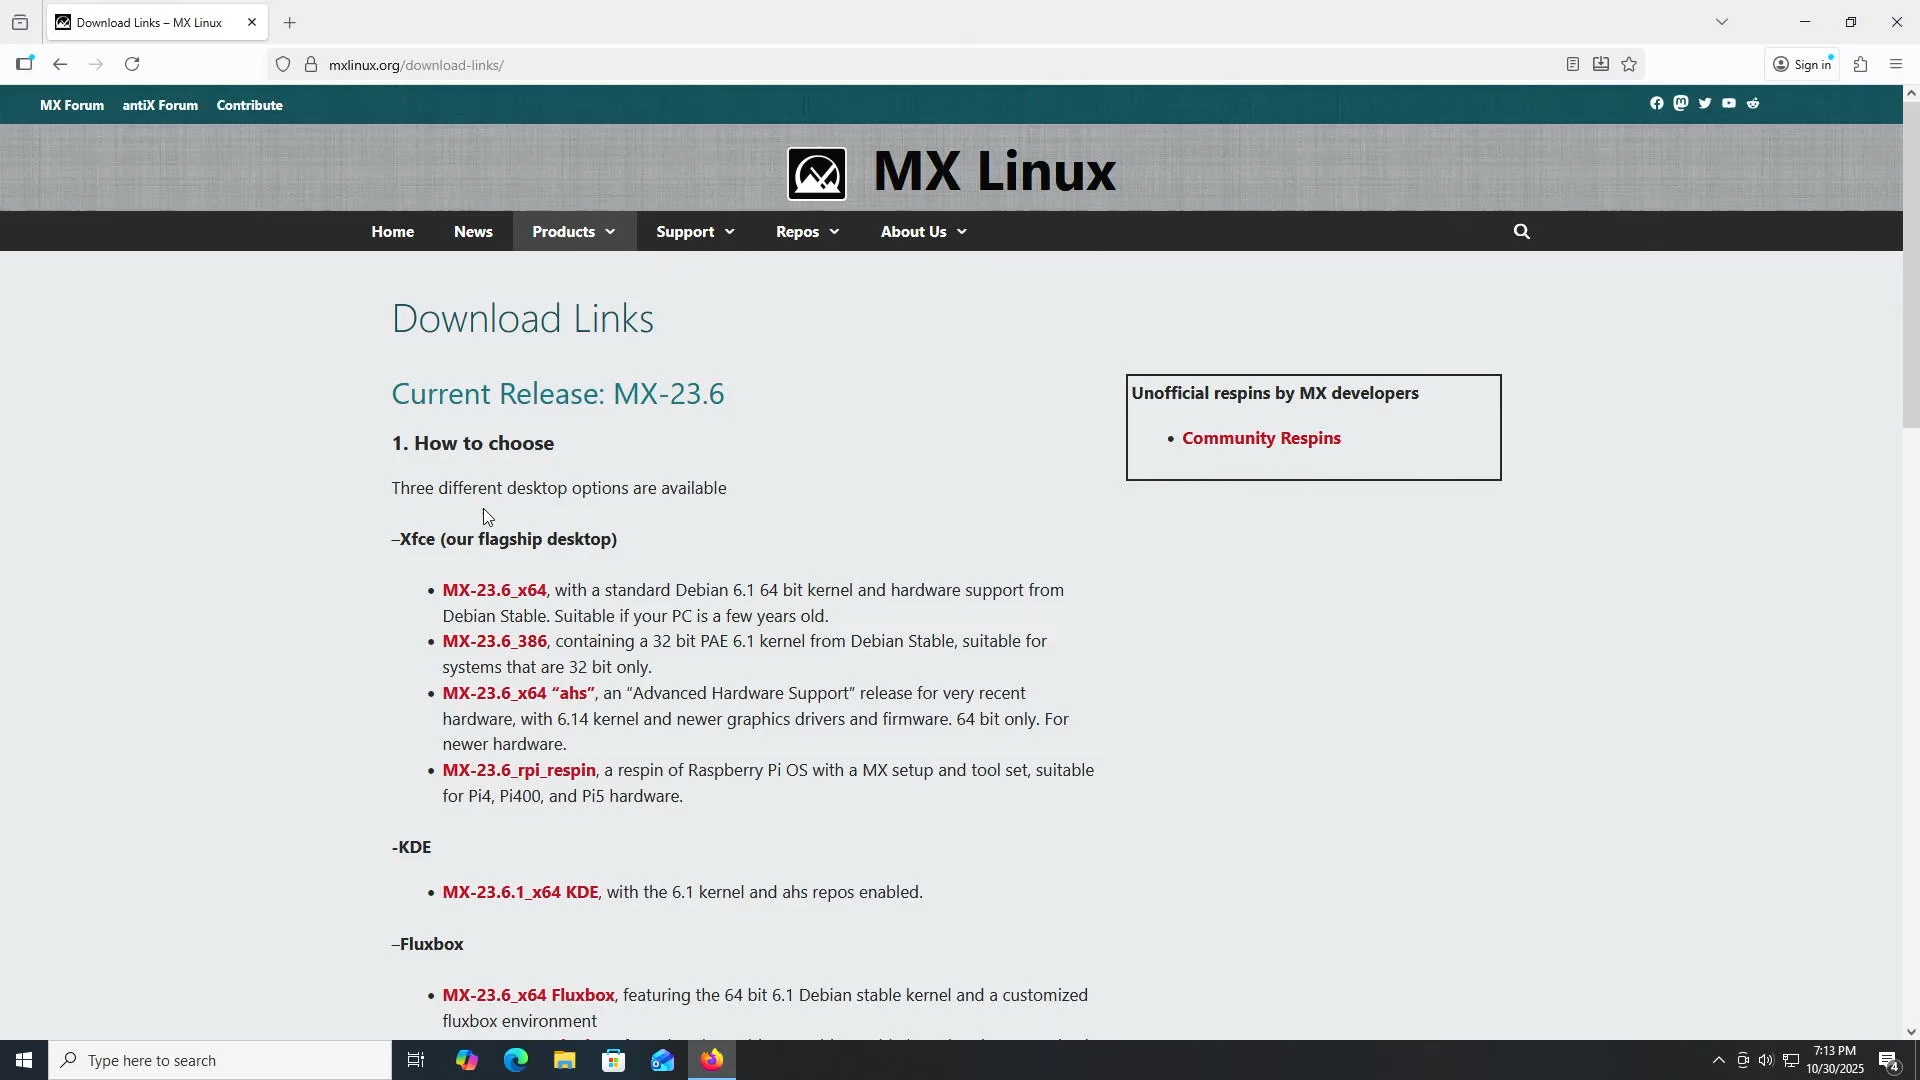 Download Links – MX Linux
mxlinux.org/download-links/
Sign in
MX Forum
antiX Forum
Contribute
MX Linux
Home
News
Products
Support
Repos
About Us
Download Links
Current Release: MX-23.6
1. How to choose
Three different desktop options are available
–Xfce (our flagship desktop)
• MX-23.6_x64, with a standard Debian 6.1 64 bit kernel and hardware support from
Debian Stable. Suitable if your PC is a few years old.
• MX-23.6_386, containing a 32 bit PAE 6.1 kernel from Debian Stable, suitable for
systems that are 32 bit only.
• MX-23.6_x64 “ahs”, an “Advanced Hardware Support” release for very recent
hardware, with 6.14 kernel and newer graphics drivers and firmware. 64 bit only. For
newer hardware.
• MX-23.6_rpi_respin, a respin of Raspberry Pi OS with a MX setup and tool set, suitable
for Pi4, Pi400, and Pi5 hardware.
-KDE
• MX-23.6.1_x64 KDE, with the 6.1 kernel and ahs repos enabled.
–Fluxbox
• MX-23.6_x64 Fluxbox, featuring the 64 bit 6.1 Debian stable kernel and a customized
fluxbox environment
Unofficial respins by MX developers
• Community Respins
Type here to search
7:13 PM
10/30/2025
4